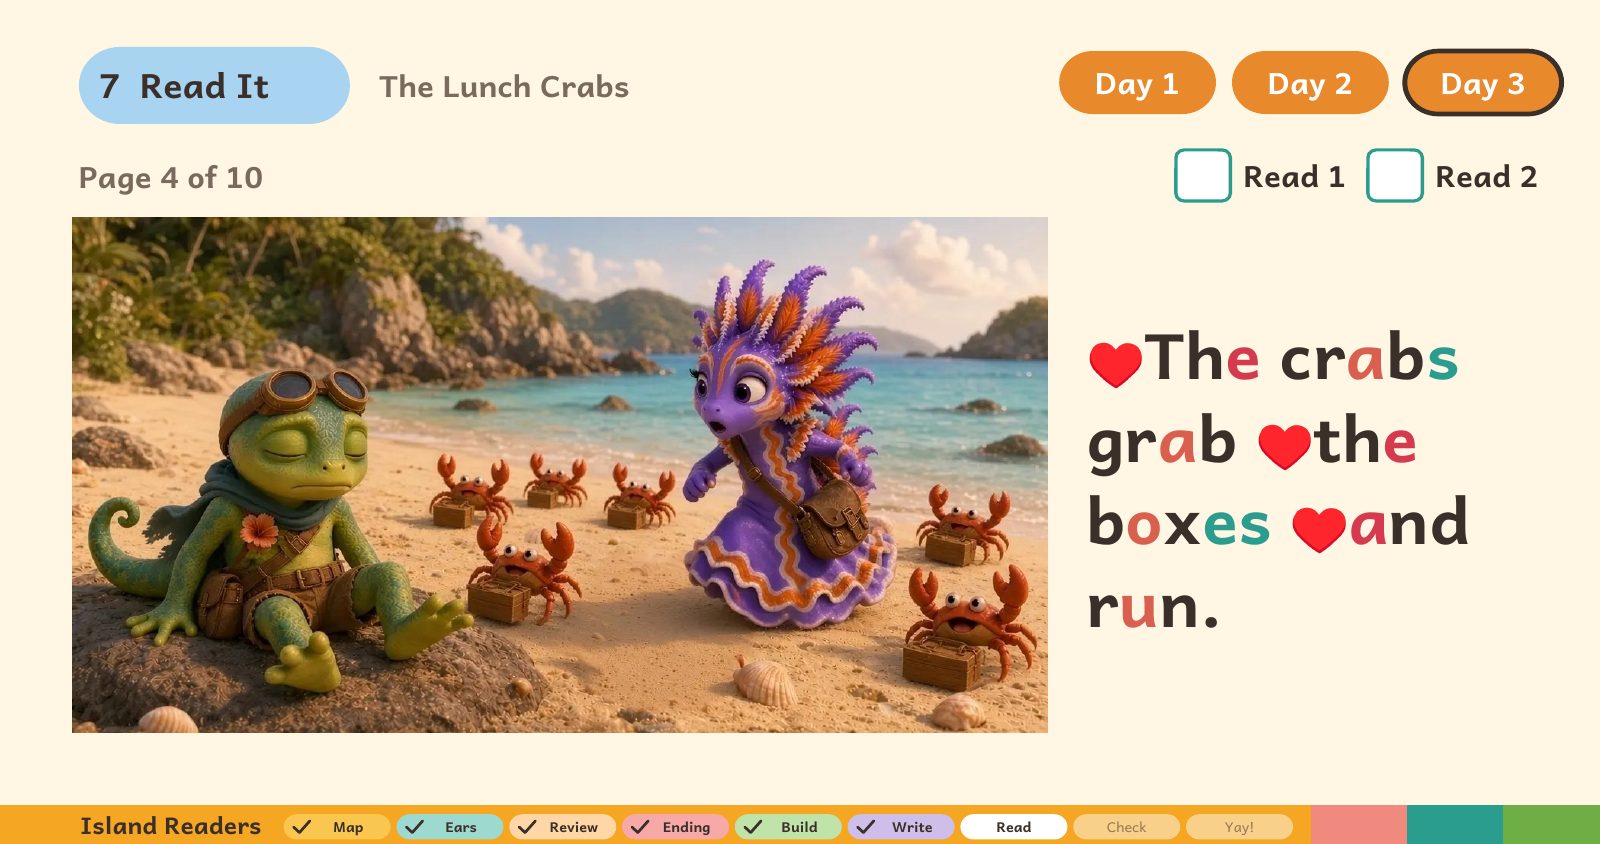 7 Read It
The Lunch Crabs
Day 1
Day 2
Day 3
Page 4 of 10
Read 1
Read 2
The crabs
grab the
boxes and
run.
Island Readers
Map
Ears
Review
Ending
Build
Write
Read
Check
Yay!